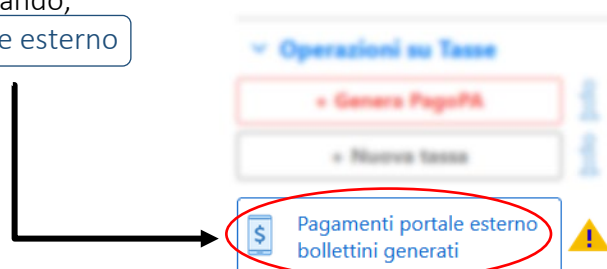 ando,
e esterno
Operazioni su Tasse
+ Genera PagoPA
+ Nuova tassa
Pagamenti portale esterno
bollettini generati